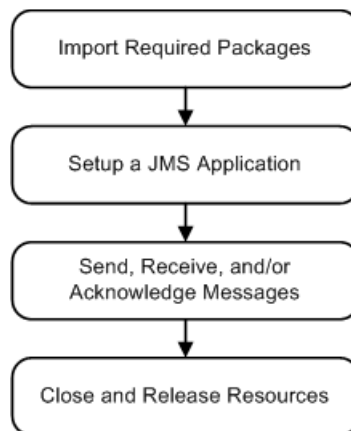 Import Required Packages
Setup a JMS Application
Send, Receive, and/or
Acknowledge Messages
Close and Release Resources